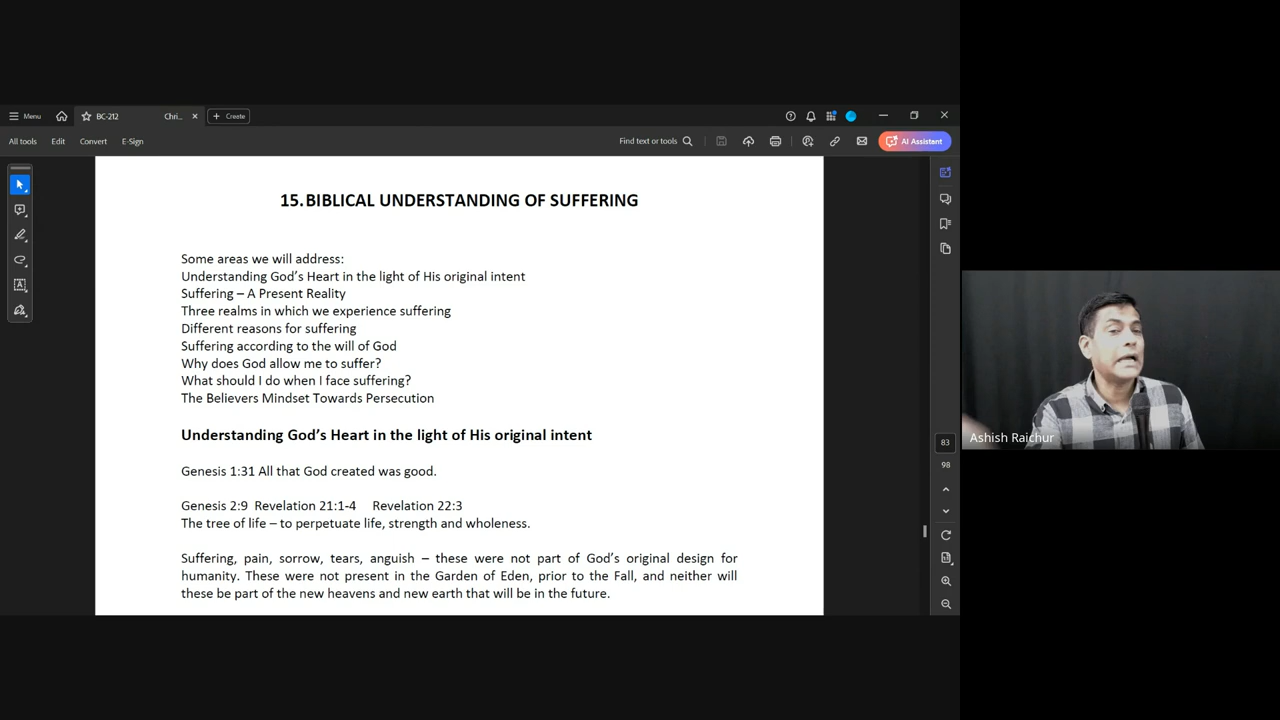 Menu
BC-212
Chri...
Create
All tools
Edit
Convert
E-Sign
Find text or tools
AI Assistant
15. BIBLICAL UNDERSTANDING OF SUFFERING
Some areas we will address:
Understanding God’s Heart in the light of His original intent
Suffering – A Present Reality
Three realms in which we experience suffering
Different reasons for suffering
Suffering according to the will of God
Why does God allow me to suffer?
What should I do when I face suffering?
The Believers Mindset Towards Persecution
Understanding God’s Heart in the light of His original intent
Genesis 1:31 All that God created was good.
Genesis 2:9 Revelation 21:1-4 Revelation 22:3
The tree of life – to perpetuate life, strength and wholeness.
Suffering, pain, sorrow, tears, anguish – these were not part of God’s original design for
humanity. These were not present in the Garden of Eden, prior to the Fall, and neither will
these be part of the new heavens and new earth that will be in the future.
83
98
Ashish Raichur